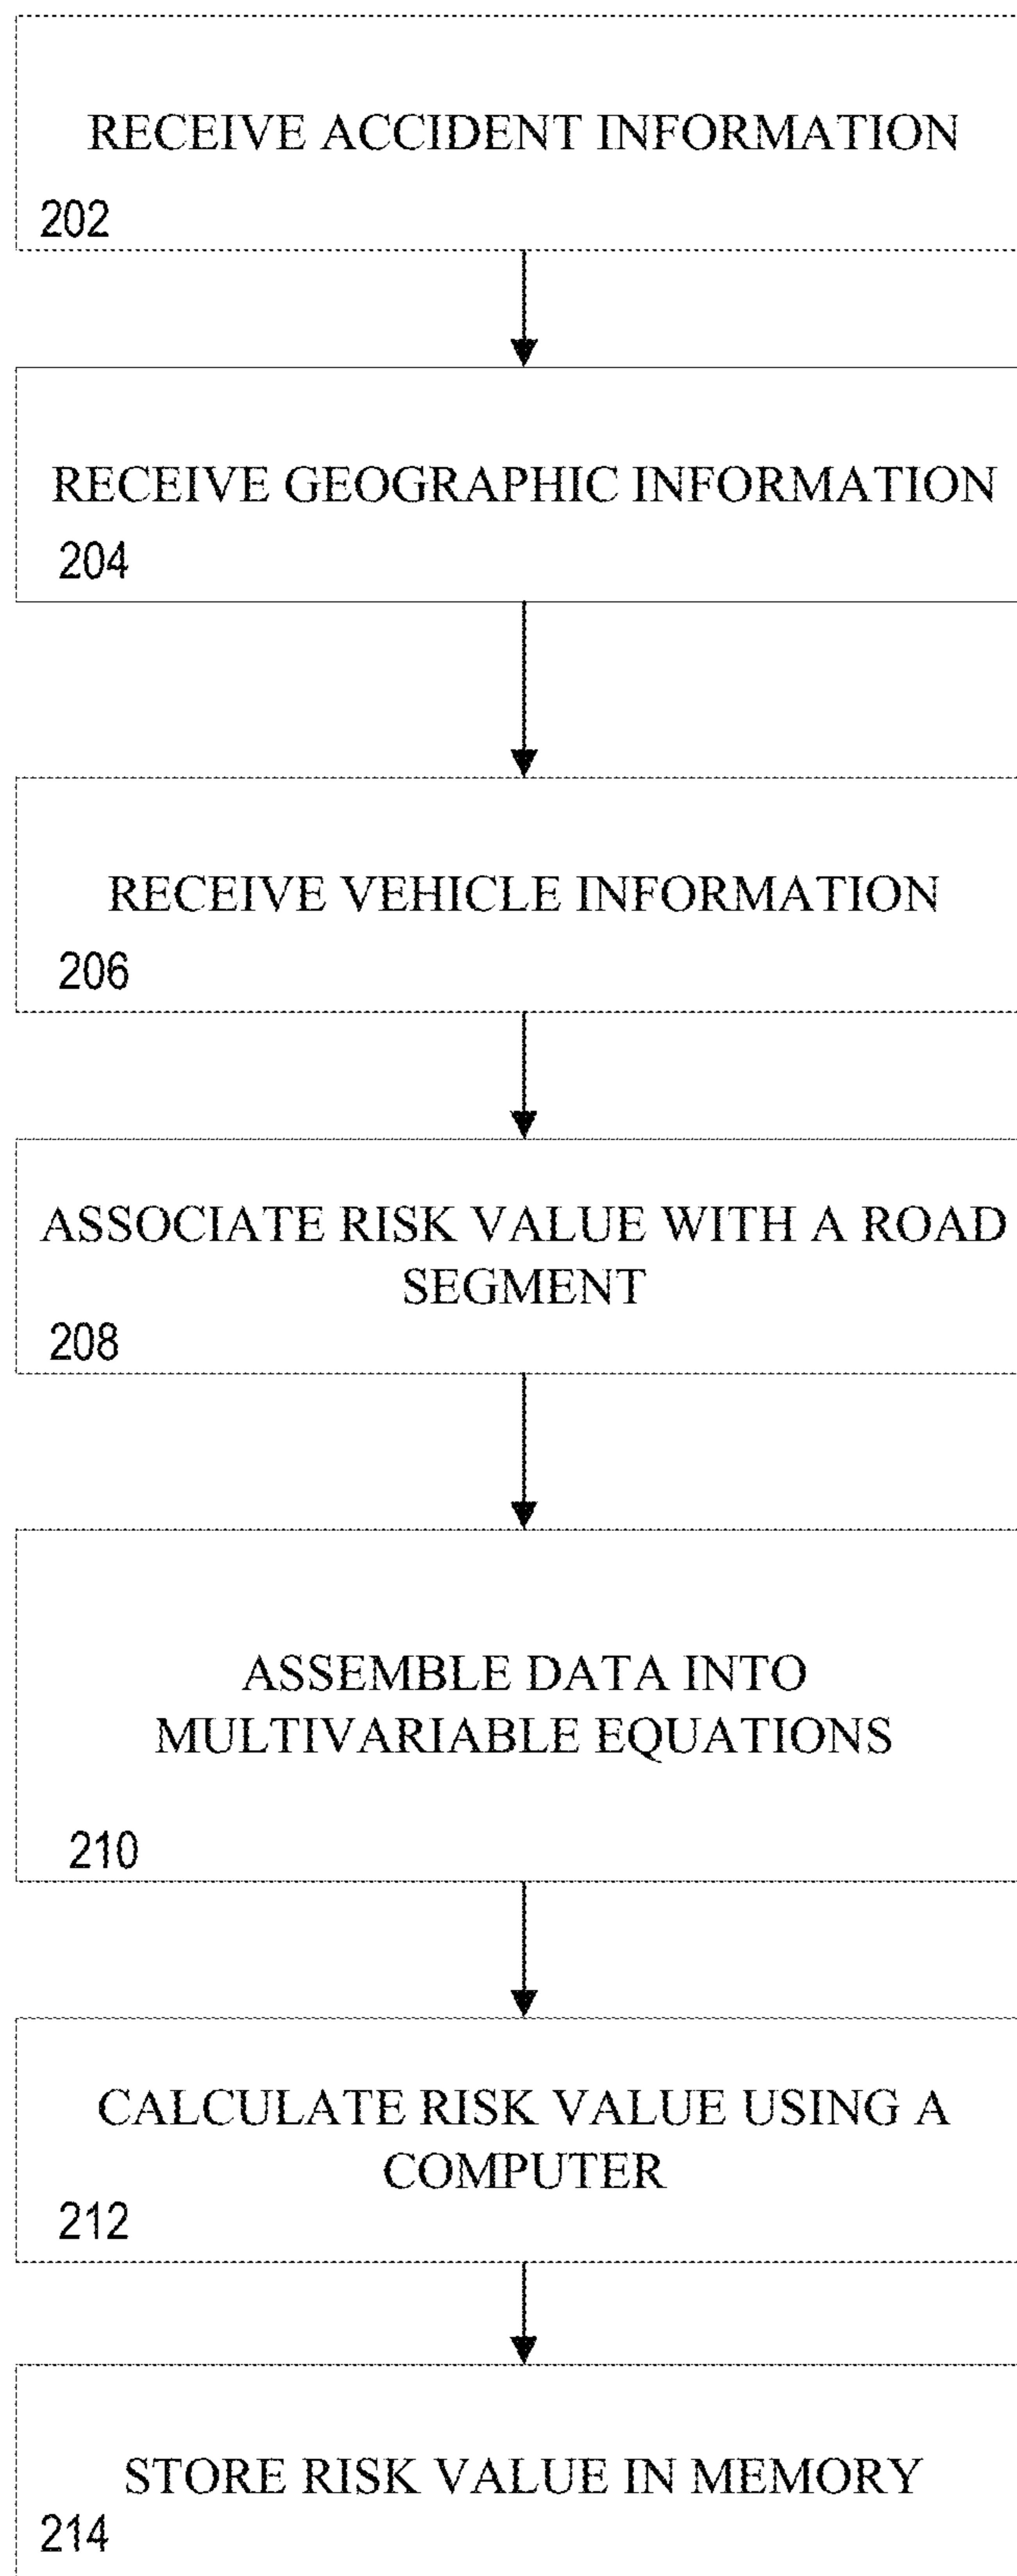 RECEIVE ACCIDENT INFORMATION
202
RECEIVE GEOGRAPHIC INFORMATION
204
RECEIVE VEHICLE INFORMATION
206
ASSOCIATE RISK VALUE WITH A ROAD
SEGMENT
208
ASSEMBLE DATA INTO
MULTIVARIABLE EQUATIONS
210
CALCULATE RISK VALUE USING A
COMPUTER
212
STORE RISK VALUE IN MEMORY
214